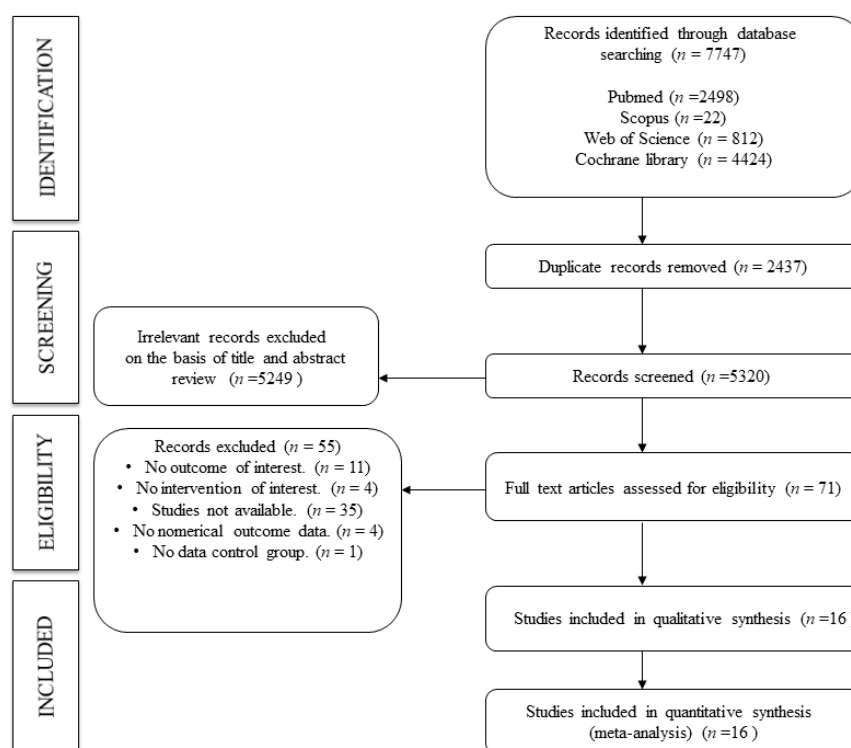 IDENTIFICATION
Records identified through database
searching (n = 7747)
Pubmed (n =2498)
Scopus (n =22)
Web of Science (n = 812)
Cochrane library (n = 4424)
SCREENING
Duplicate records removed (n = 2437)
Irrelevant records excluded
on the basis of title and abstract
review (n =5249 )
Records screened (n =5320)
ELIGIBILITY
Records excluded (n = 55)
• No outcome of interest. (n = 11)
• No intervention of interest. (n = 4)
• Studies not available. (n = 35)
• No nomerical outcome data. (n = 4)
• No data control group. (n = 1)
Full text articles assessed for eligibility (n = 71)
INCLUDED
Studies included in qualitative synthesis (n =16)
Studies included in quantitative synthesis
(meta-analysis) (n =16)